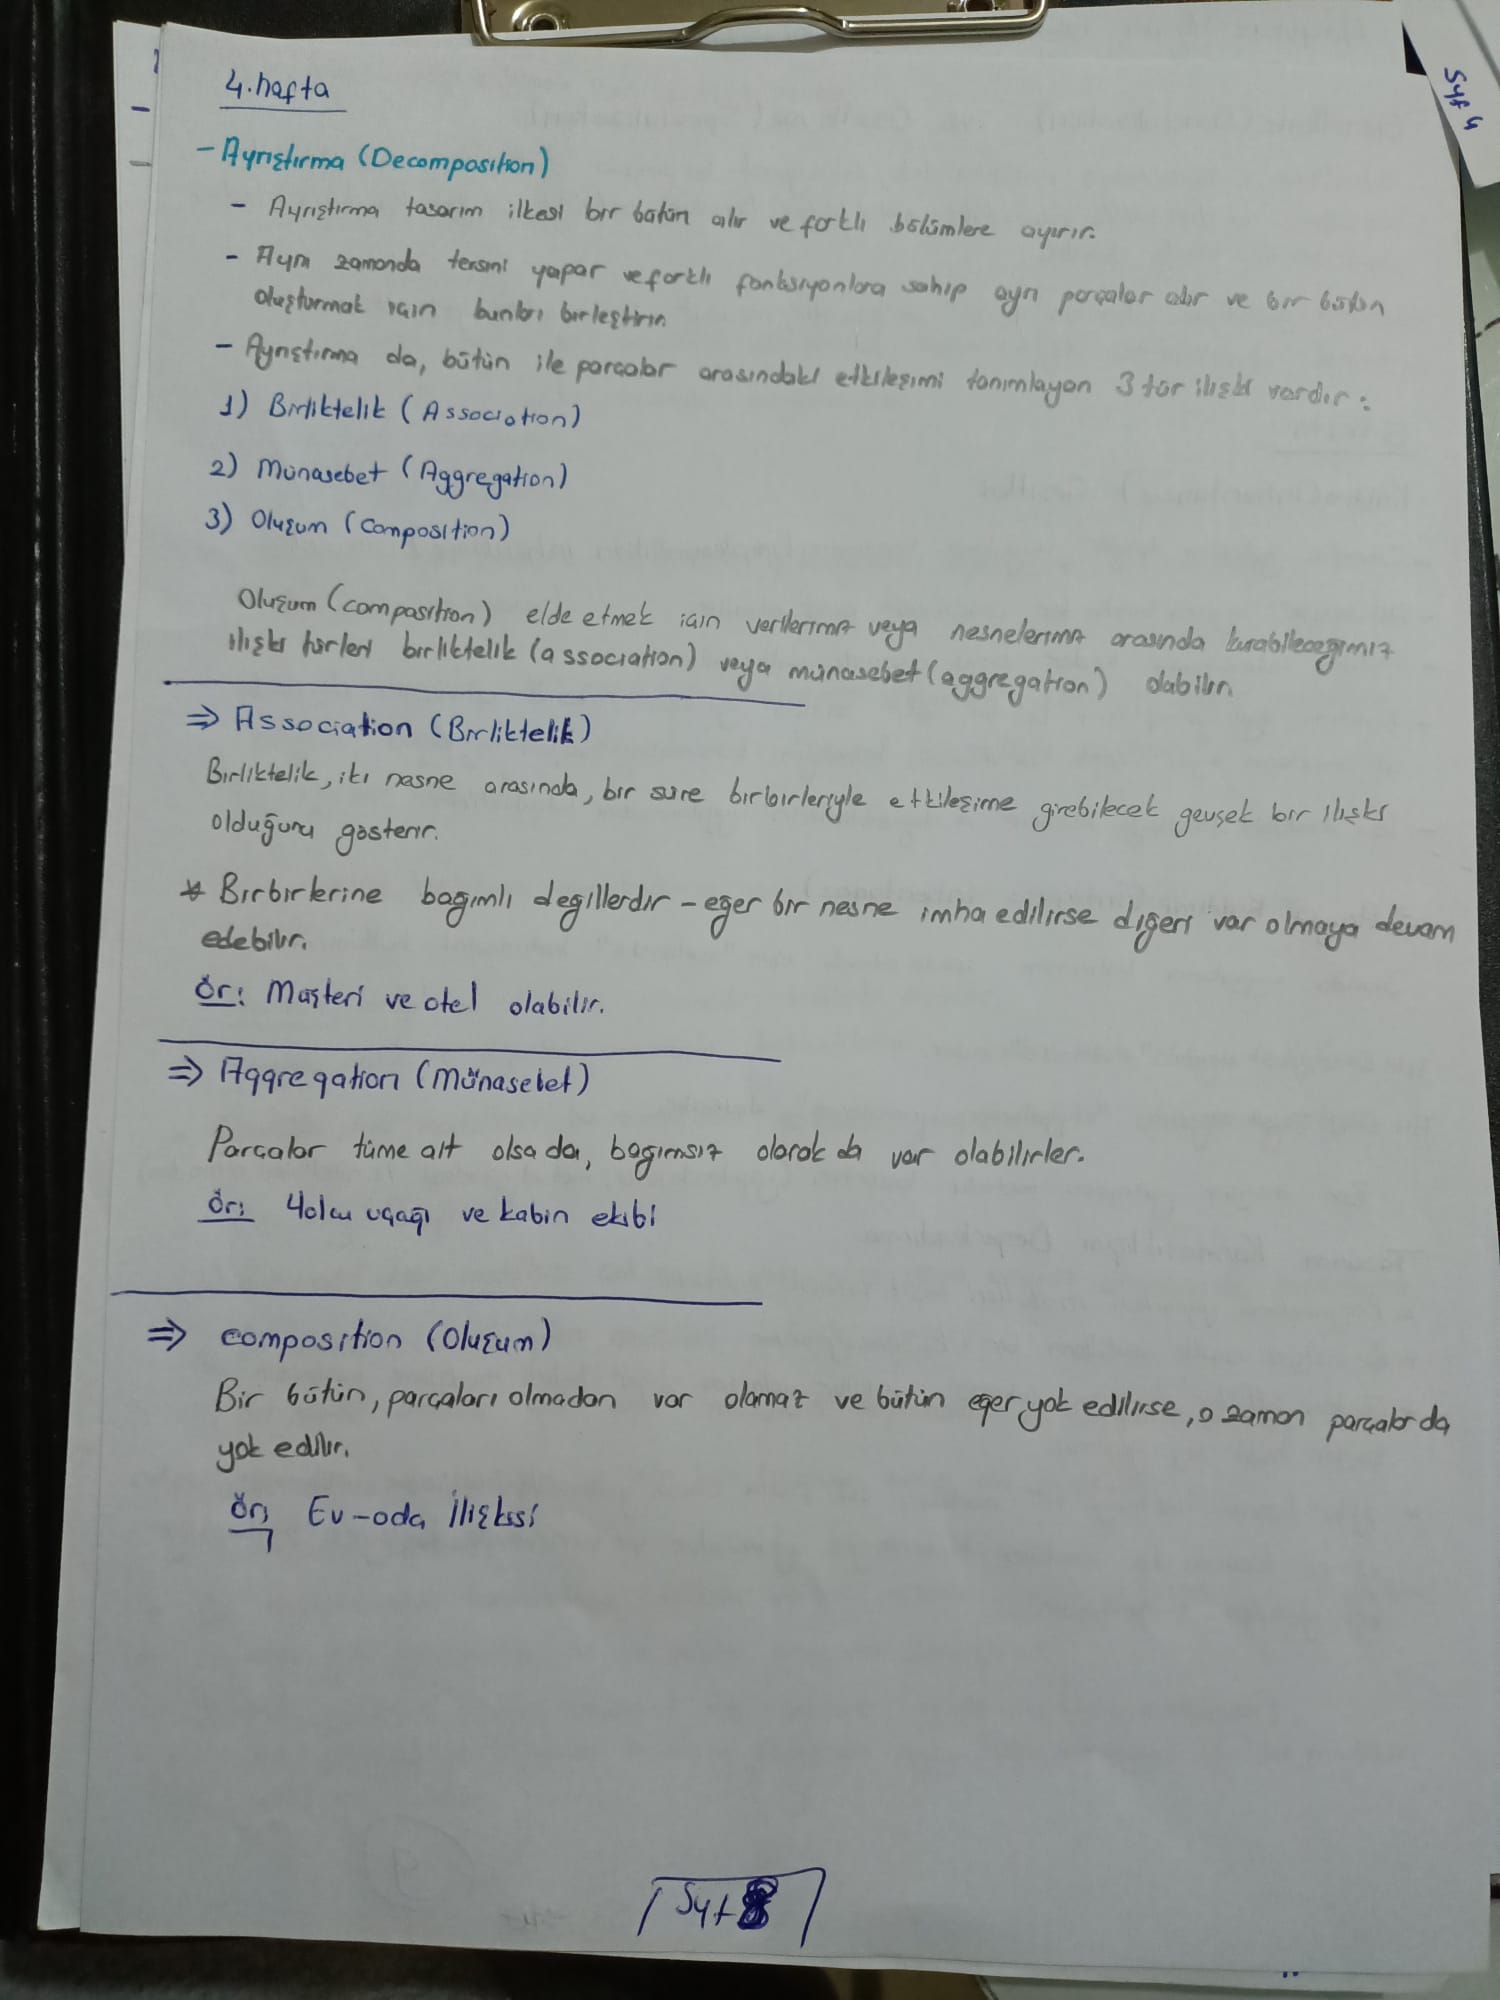 Syf 4
4.hafta
- Ayrıştırma (Decomposition)
- Ayrıştırma tasarım ilkesi bir bütün alır ve farklı bölümlere ayırır.
- Aynı zamanda tersini yapar ve farklı fonksiyonlara sahip ayrı parçalar alır ve bir bütün
oluşturmak için bunları birleştirir.
- Ayrıştırma da, bütün ile parçalar arasındaki etkileşimi tanımlayan 3 tür ilişki vardır:
1) Birliktelik (Association)
2) Münasebet (Aggregation)
3) Oluşum (Composition)
Oluşum (composition) elde etmek için verilerimiz veya nesnelerimiz arasında kurabileceğimiz
ilişki türleri birliktelik (association) veya münasebet (aggregation) olabilir.
⇒ Association (Birliktelik)
Birliktelik, iki nesne arasında, bir süre birbirleriyle etkileşime girebilecek gevşek bir ilişki
olduğunu gösterir.
* Birbirlerine bağımlı değillerdir - eğer bir nesne imha edilirse diğeri var olmaya devam
edebilir.
Ör: Müşteri ve otel olabilir.
⇒ Aggregation (Münasebet)
Parçalar tüme ait olsa da, bağımsız olarak da var olabilirler.
Ör: Yolcu uçağı ve kabin ekibi
⇒ composition (Oluşum)
Bir bütün, parçaları olmadan var olamaz ve bütün eğer yok edilirse, o zaman parçalar da
yok edilir.
Ör: Ev-oda İlişkisi
Syf 8